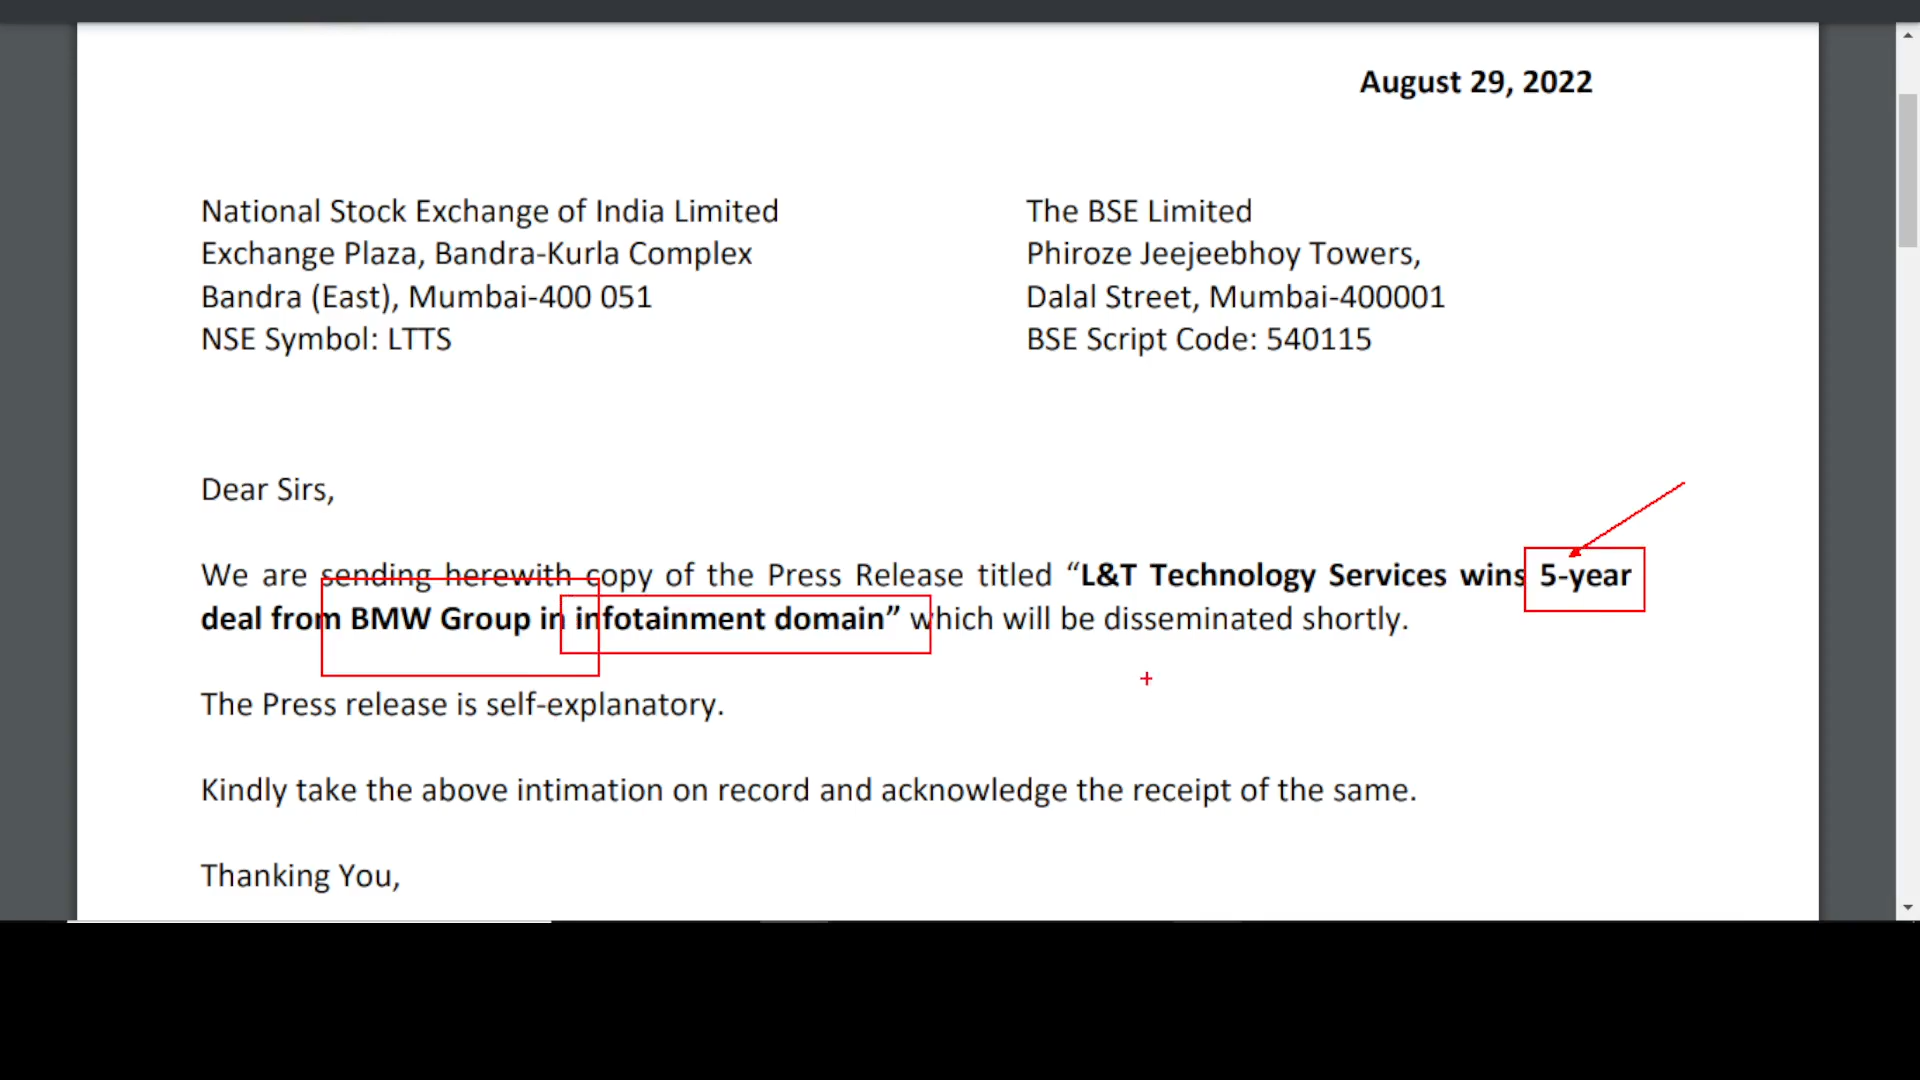 August 29, 2022
National Stock Exchange of India Limited
Exchange Plaza, Bandra-Kurla Complex
Bandra (East), Mumbai-400 051
NSE Symbol: LTTS
The BSE Limited
Phiroze Jeejeebhoy Towers,
Dalal Street, Mumbai-400001
BSE Script Code: 540115
Dear Sirs,
We are sending herewith copy of the Press Release titled “L&T Technology Services wins 5-year
deal from BMW Group in infotainment domain” which will be disseminated shortly.
The Press release is self-explanatory.
Kindly take the above intimation on record and acknowledge the receipt of the same.
Thanking You,